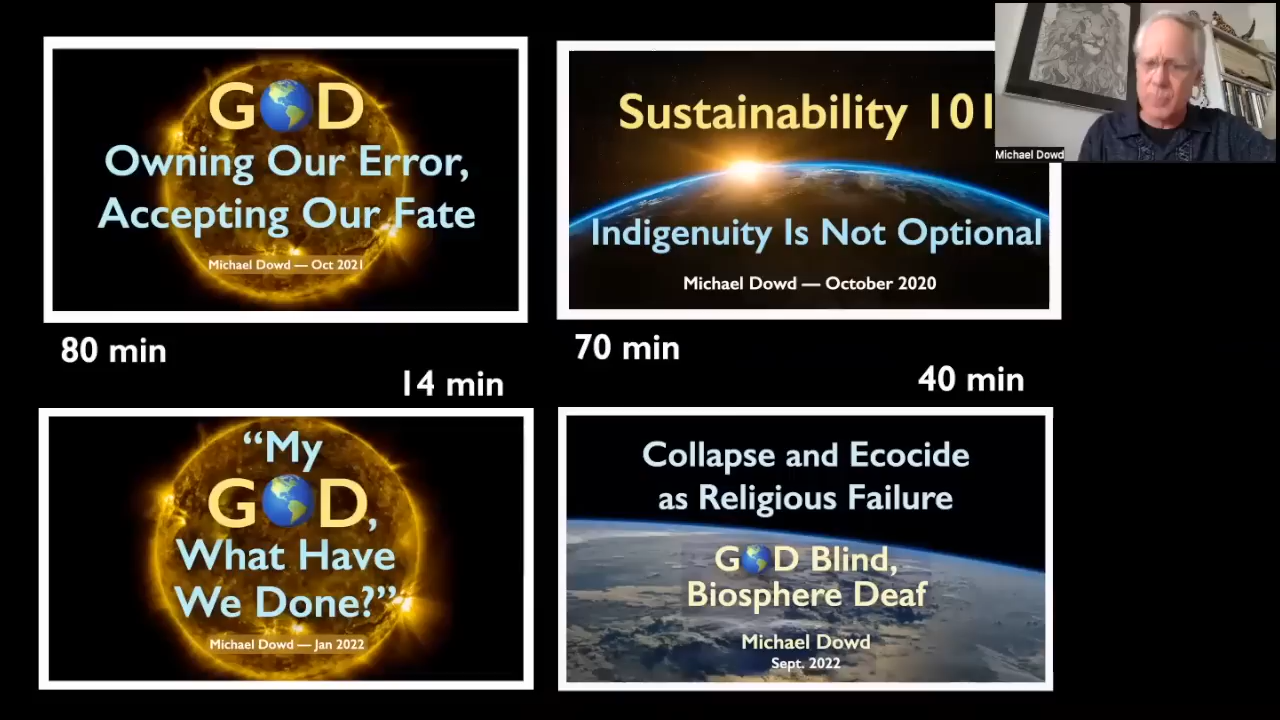 GOD
Owning Our Error,
Accepting Our Fate
Michael Dowd — Oct 2021
80 min
Sustainability 101
Indigenuity Is Not Optional
Michael Dowd — October 2020
70 min
Michael Dowd
14 min
“My
GOD,
What Have
We Done?”
Michael Dowd — Jan 2022
40 min
Collapse and Ecocide
as Religious Failure
GOD Blind,
Biosphere Deaf
Michael Dowd
Sept. 2022